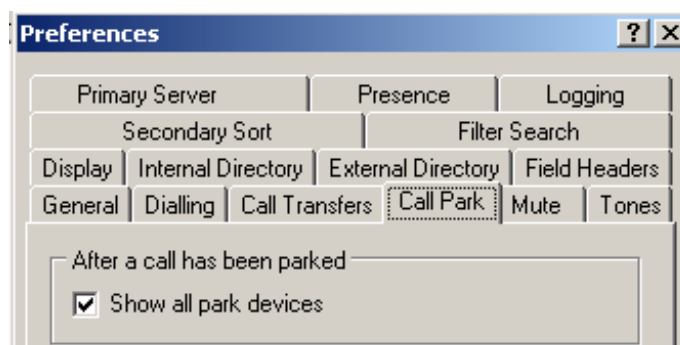 Preferences
Primary Server Presence Logging
Secondary Sort Filter Search
Display Internal Directory External Directory Field Headers
General Dialling Call Transfers Call Park Mute Tones
After a call has been parked
Show all park devices